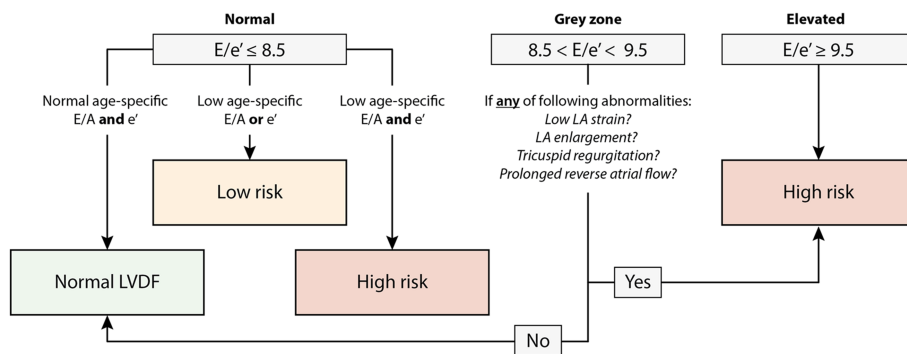 Normal
E/e′ ≤ 8.5
Normal age-specific
E/A and e′
Low age-specific
E/A or e′
Low age-specific
E/A and e′
Low risk
Normal LVDF
High risk
Grey zone
8.5 < E/e′ < 9.5
If any of following abnormalities:
Low LA strain?
LA enlargement?
Tricuspid regurgitation?
Prolonged reverse atrial flow?
Yes
No
Elevated
E/e′ ≥ 9.5
High risk